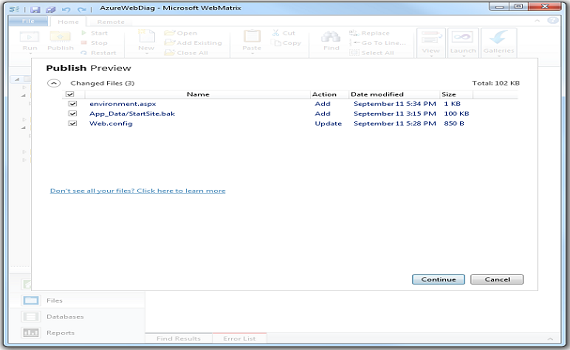 AzureWebDiag - Microsoft WebMatrix
File Home Remote
Run Publish Start Stop Restart New Open Add Existing Close All Paste Cut Copy Find Replace Go To Line... Select All View Launch Galleries
Publish Preview
Changed Files (3) Total: 102 KB
Name Action Date modified Size
environment.aspx Add September 11 5:34 PM 1 KB
App_Data/StartSite.bak Add September 11 3:15 PM 100 KB
Web.config Update September 11 5:28 PM 850 B
Don't see all your files? Click here to learn more
Continue Cancel
Files
Databases
Reports
Find Results Error List